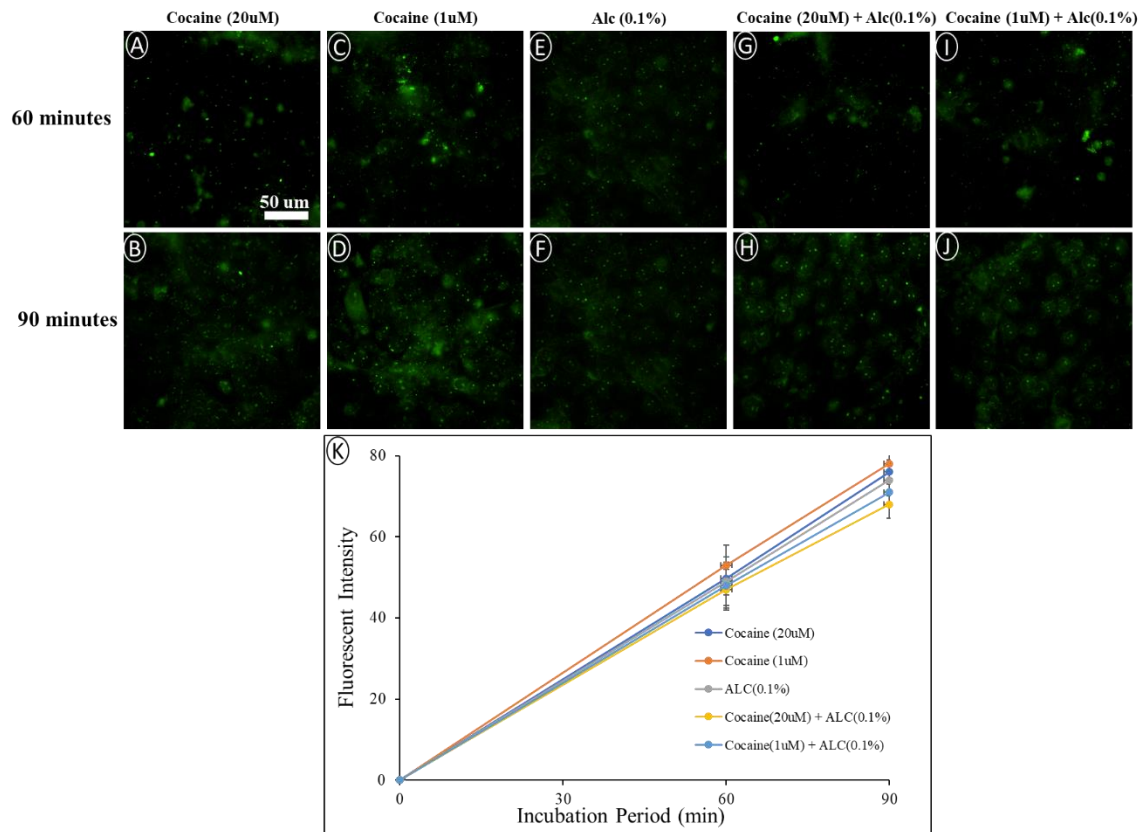 Cocaine (20uM) Cocaine (1uM) Alc (0.1%) Cocaine (20uM) + Alc(0.1%) Cocaine (1uM) + Alc(0.1%)
A C E G I
60 minutes
50 um
B D F H J
90 minutes
K
80
60
40
20
0
Fluorescent Intensity
Cocaine (20uM)
Cocaine (1uM)
ALC(0.1%)
Cocaine(20uM) + ALC(0.1%)
Cocaine(1uM) + ALC(0.1%)
0 30 60 90
Incubation Period (min)